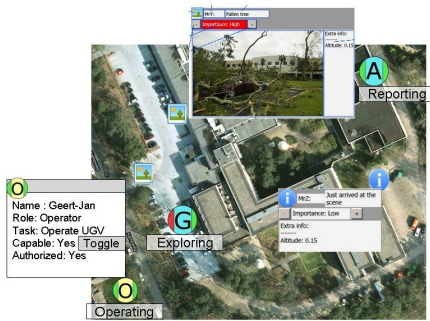 MrY: Fallen tree
- Importance: High +
Extra info:
--------
Altitude: 0.15
A
Reporting
i
i MrZ: Just arrived at the
scene
- Importance: Low +
Extra info:
--------
Altitude: 0.15
G
Exploring
O
Name : Geert-Jan
Role: Operator
Task: Operate UGV
Capable: Yes Toggle
Authorized: Yes
O
Operating